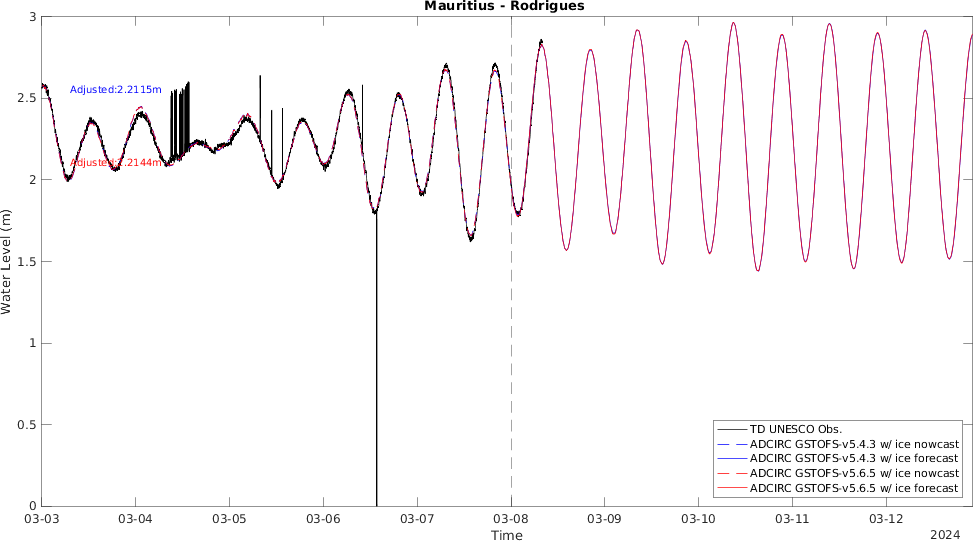 Mauritius - Rodrigues
3
2.5
2
1.5
1
0.5
0
Water Level (m)
Adjusted:2.2115m
Adjusted:2.2144m
TD UNESCO Obs.
ADCIRC GSTOFS-v5.4.3 w/ ice nowcast
ADCIRC GSTOFS-v5.4.3 w/ ice forecast
ADCIRC GSTOFS-v5.6.5 w/ ice nowcast
ADCIRC GSTOFS-v5.6.5 w/ ice forecast
03-03 03-04 03-05 03-06 03-07 03-08 03-09 03-10 03-11 03-12
Time
2024